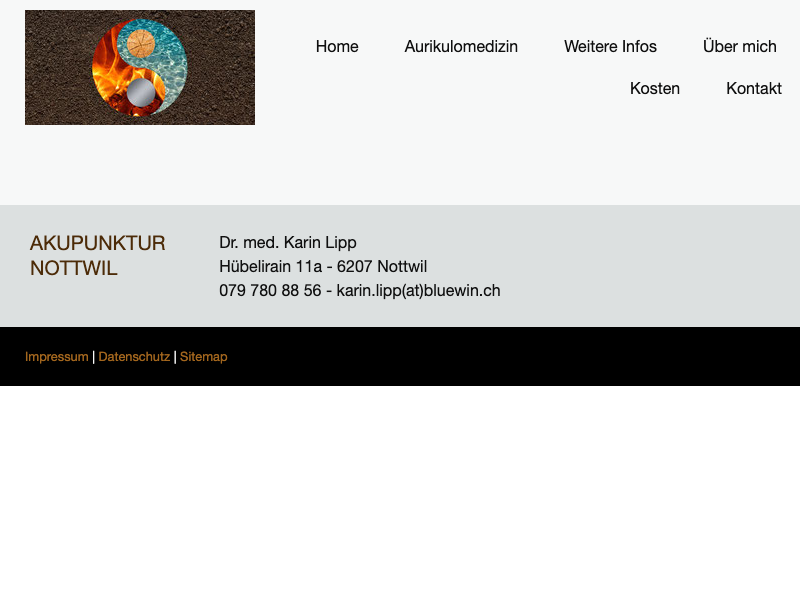 Home Aurikulomedizin Weitere Infos Über mich
Kosten Kontakt
AKUPUNKTUR
NOTTWIL
Dr. med. Karin Lipp
Hübelirain 11a - 6207 Nottwil
079 780 88 56 - karin.lipp(at)bluewin.ch
Impressum | Datenschutz | Sitemap